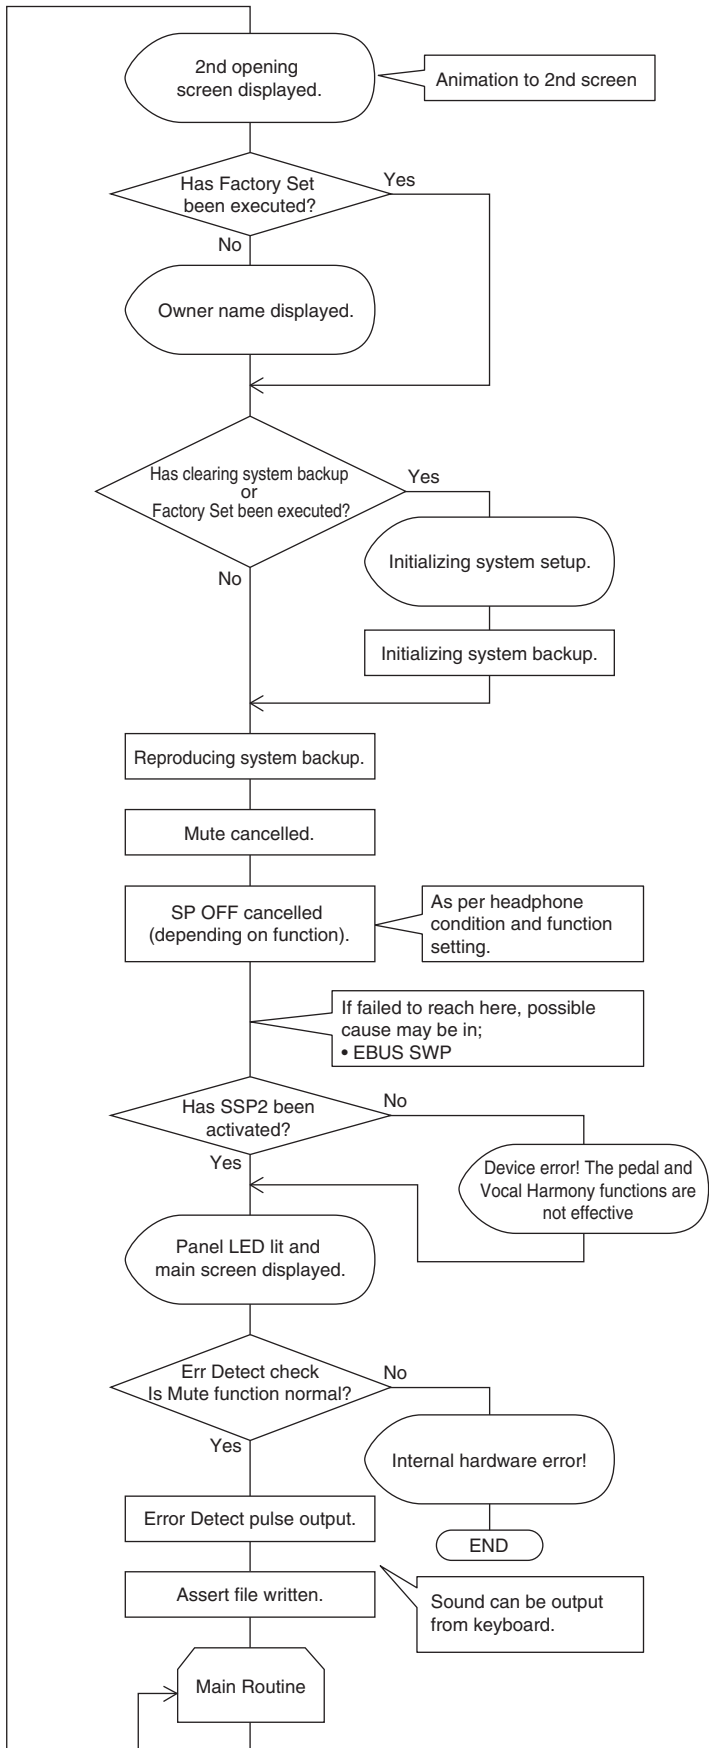 2nd opening
screen displayed.
Animation to 2nd screen
Has Factory Set
been executed?
Yes
No
Owner name displayed.
Has clearing system backup
or
Factory Set been executed?
Yes
No
Initializing system setup.
Initializing system backup.
Reproducing system backup.
Mute cancelled.
SP OFF cancelled
(depending on function).
As per headphone
condition and function
setting.
If failed to reach here, possible
cause may be in;
• EBUS SWP
Has SSP2 been
activated?
No
Yes
Device error! The pedal and
Vocal Harmony functions are
not effective
Panel LED lit and
main screen displayed.
Err Detect check
Is Mute function normal?
No
Yes
Internal hardware error!
END
Error Detect pulse output.
Assert file written.
Sound can be output
from keyboard.
Main Routine